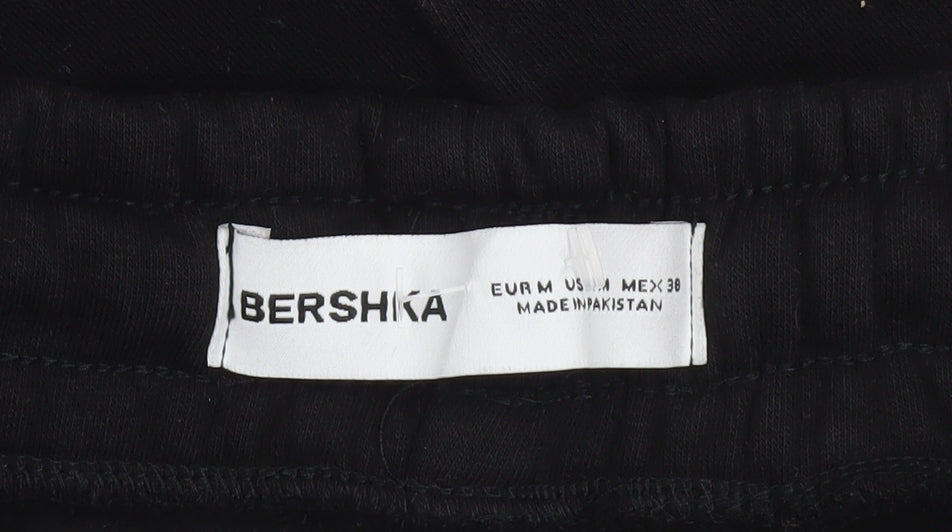 BERSHKA
EUR M US M MEX 38
MADE IN PAKISTAN